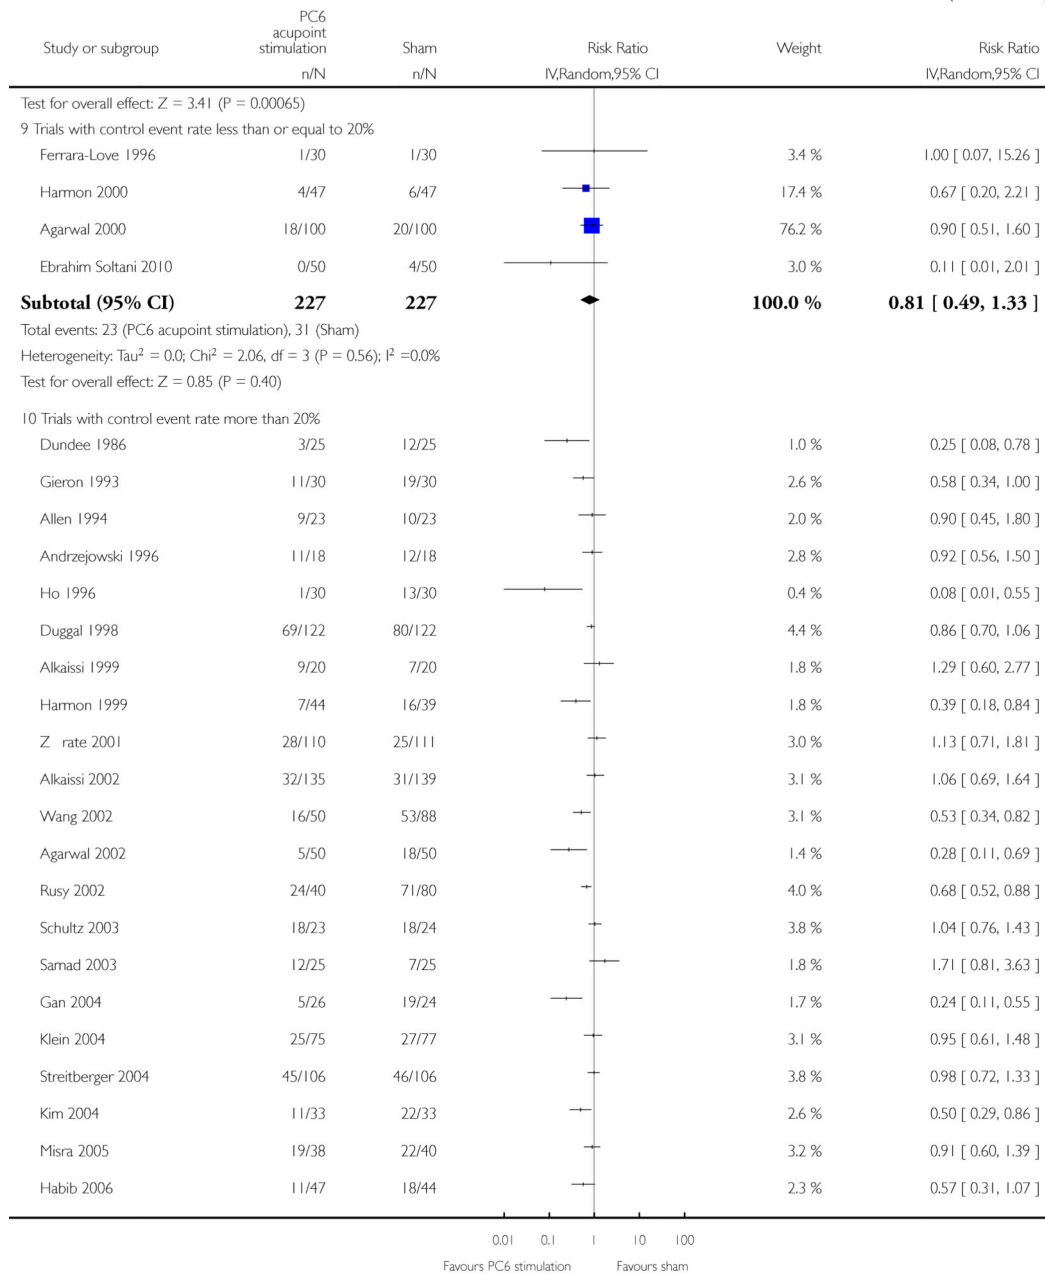 PC6
acupoint
Study or subgroup stimulation Sham Risk Ratio Weight Risk Ratio
n/N n/N IV,Random,95% CI IV,Random,95% CI
Test for overall effect: Z = 3.41 (P = 0.00065)
9 Trials with control event rate less than or equal to 20%
Ferrara-Love 1996 1/30 1/30 3.4 % 1.00 [ 0.07, 15.26 ]
Harmon 2000 4/47 6/47 17.4 % 0.67 [ 0.20, 2.21 ]
Agarwal 2000 18/100 20/100 76.2 % 0.90 [ 0.51, 1.60 ]
Ebrahim Soltani 2010 0/50 4/50 3.0 % 0.11 [ 0.01, 2.01 ]
Subtotal (95% CI) 227 227 100.0 % 0.81 [ 0.49, 1.33 ]
Total events: 23 (PC6 acupoint stimulation), 31 (Sham)
Heterogeneity: Tau² = 0.0; Chi² = 2.06, df = 3 (P = 0.56); I² =0.0%
Test for overall effect: Z = 0.85 (P = 0.40)
10 Trials with control event rate more than 20%
Dundee 1986 3/25 12/25 1.0 % 0.25 [ 0.08, 0.78 ]
Gieron 1993 11/30 19/30 2.6 % 0.58 [ 0.34, 1.00 ]
Allen 1994 9/23 10/23 2.0 % 0.90 [ 0.45, 1.80 ]
Andrzejowski 1996 11/18 12/18 2.8 % 0.92 [ 0.56, 1.50 ]
Ho 1996 1/30 13/30 0.4 % 0.08 [ 0.01, 0.55 ]
Duggal 1998 69/122 80/122 4.4 % 0.86 [ 0.70, 1.06 ]
Alkaissi 1999 9/20 7/20 1.8 % 1.29 [ 0.60, 2.77 ]
Harmon 1999 7/44 16/39 1.8 % 0.39 [ 0.18, 0.84 ]
Z rate 2001 28/110 25/111 3.0 % 1.13 [ 0.71, 1.81 ]
Alkaissi 2002 32/135 31/139 3.1 % 1.06 [ 0.69, 1.64 ]
Wang 2002 16/50 53/88 3.1 % 0.53 [ 0.34, 0.82 ]
Agarwal 2002 5/50 18/50 1.4 % 0.28 [ 0.11, 0.69 ]
Rusy 2002 24/40 71/80 4.0 % 0.68 [ 0.52, 0.88 ]
Schultz 2003 18/23 18/24 3.8 % 1.04 [ 0.76, 1.43 ]
Samad 2003 12/25 7/25 1.8 % 1.71 [ 0.81, 3.63 ]
Gan 2004 5/26 19/24 1.7 % 0.24 [ 0.11, 0.55 ]
Klein 2004 25/75 27/77 3.1 % 0.95 [ 0.61, 1.48 ]
Streitberger 2004 45/106 46/106 3.8 % 0.98 [ 0.72, 1.33 ]
Kim 2004 11/33 22/33 2.6 % 0.50 [ 0.29, 0.86 ]
Misra 2005 19/38 22/40 3.2 % 0.91 [ 0.60, 1.39 ]
Habib 2006 11/47 18/44 2.3 % 0.57 [ 0.31, 1.07 ]
0.01 0.1 1 10 100
Favours PC6 stimulation Favours sham